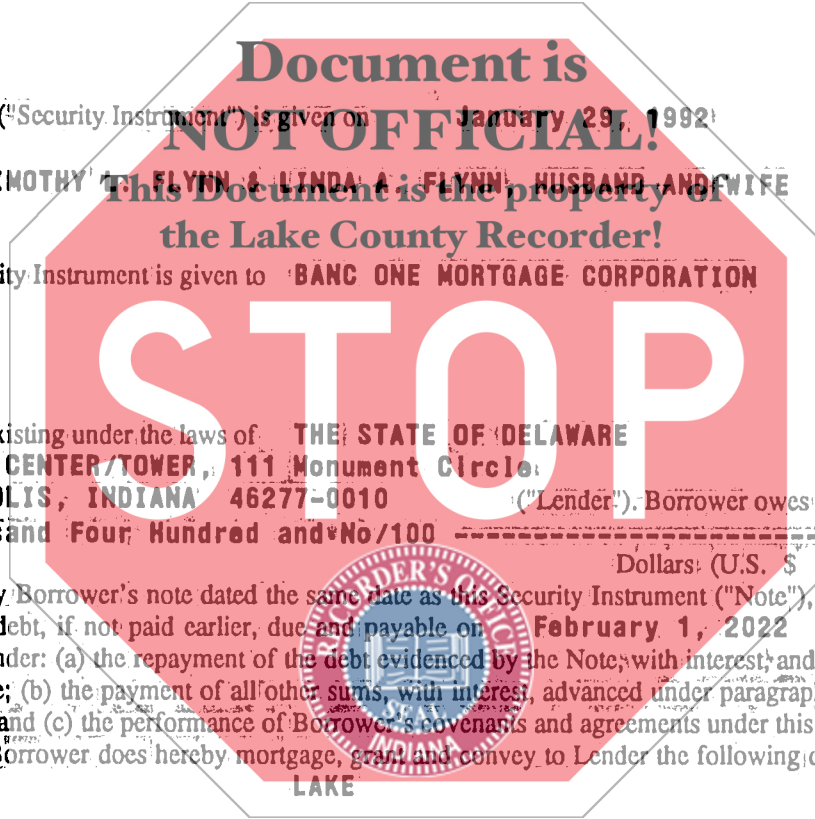 Document is
("Security Instrument") is given on January 29, 1992
NOT OFFICIAL!
MOTHY T. FLYNN & LINDA A. FLYNN, HUSBAND AND WIFE
This Document is the property of
the Lake County Recorder!
ity Instrument is given to BANC ONE MORTGAGE CORPORATION
STOP
xisting under the laws of THE STATE OF DELAWARE
CENTER/TOWER, 111 Monument Circle
LIS, INDIANA 46277-0010 ("Lender"). Borrower owes
sand Four Hundred and No/100
Dollars (U.S. $
y Borrower's note dated the same date as this Security Instrument ("Note"),
debt, if not paid earlier, due and payable on February 1, 2022
nder: (a) the repayment of the debt evidenced by the Note, with interest, and
e; (b) the payment of all other sums, with interest, advanced under paragrap
and (c) the performance of Borrower's covenants and agreements under this
Borrower does hereby mortgage, grant and convey to Lender the following d
LAKE
RECORDER'S OFFICE
SEAL
INDIANA